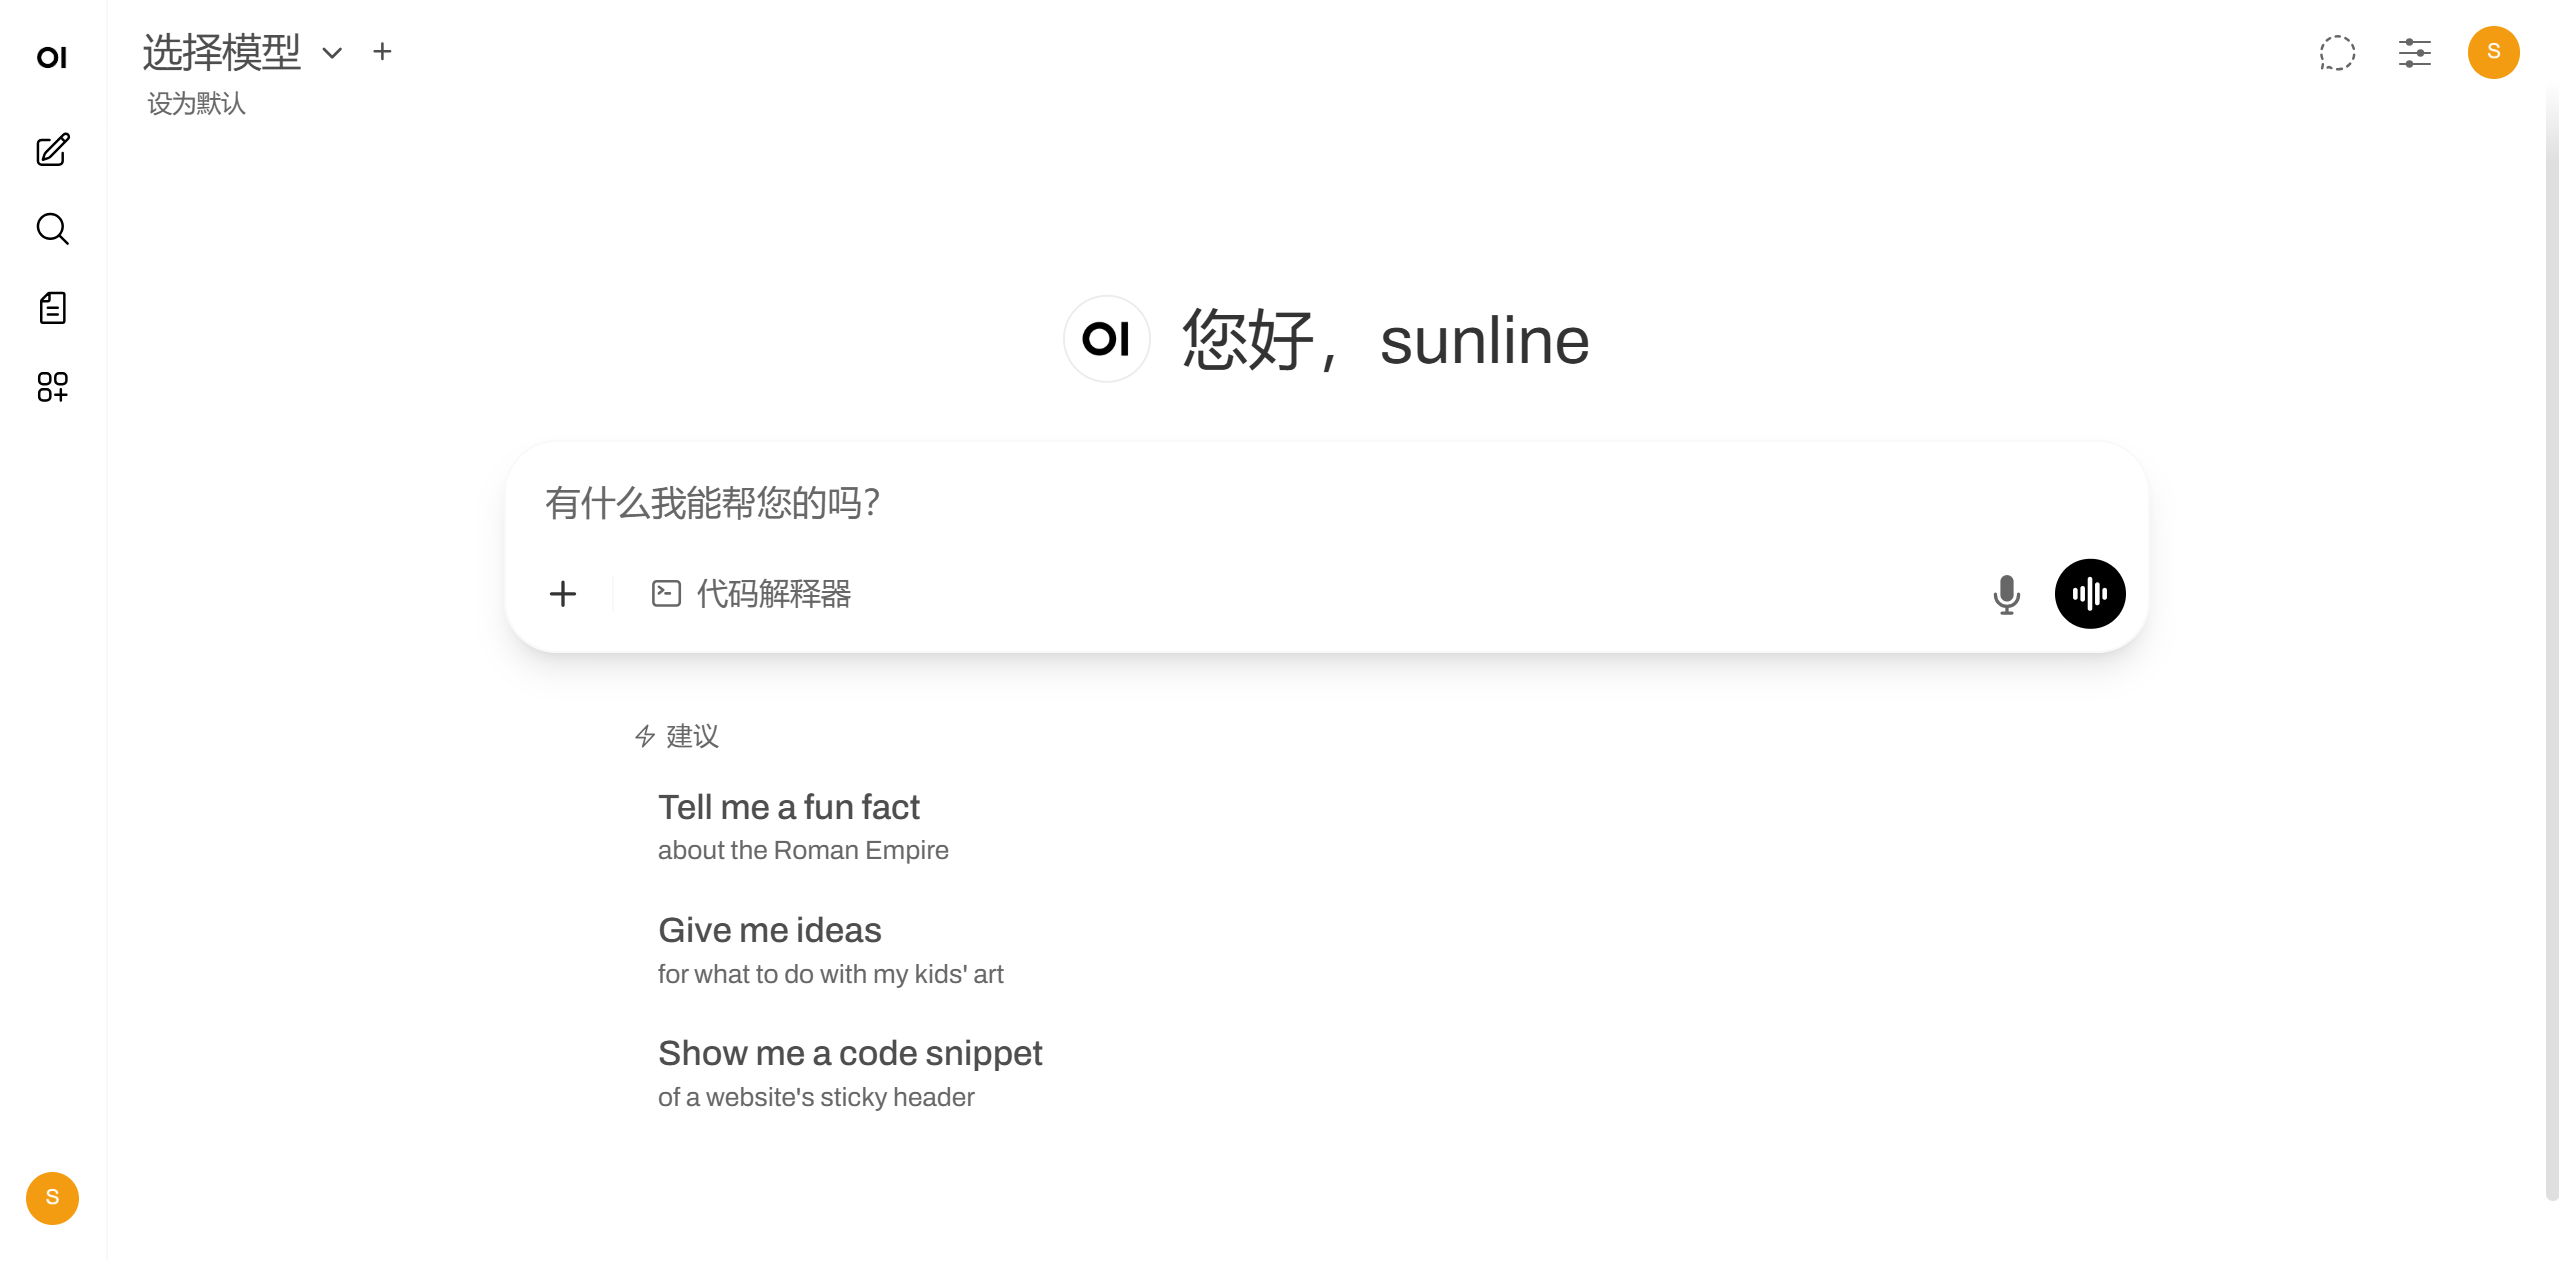 OI
选择模型
设为默认
S
OI 您好，sunline
有什么我能帮您的吗？
代码解释器
建议
Tell me a fun fact
about the Roman Empire
Give me ideas
for what to do with my kids' art
Show me a code snippet
of a website's sticky header
S